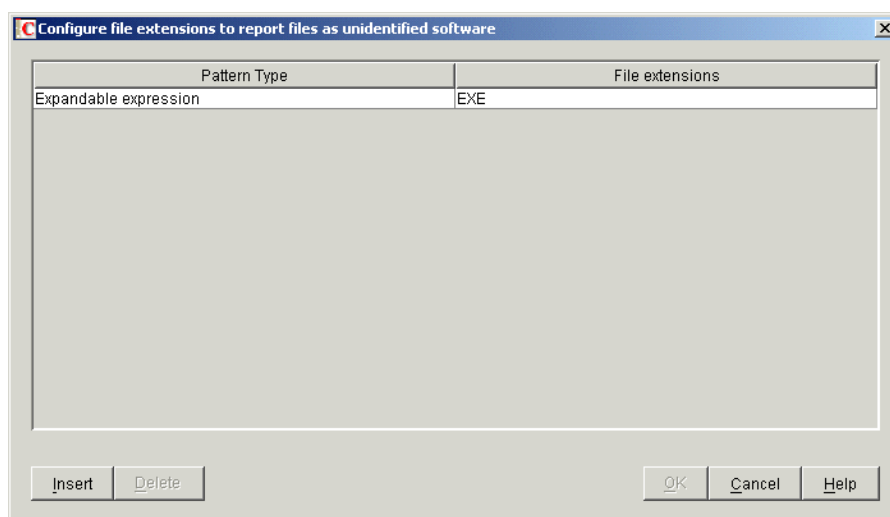 Configure file extensions to report files as unidentified software
Pattern Type File extensions
Expandable expression EXE
Insert Delete OK Cancel Help